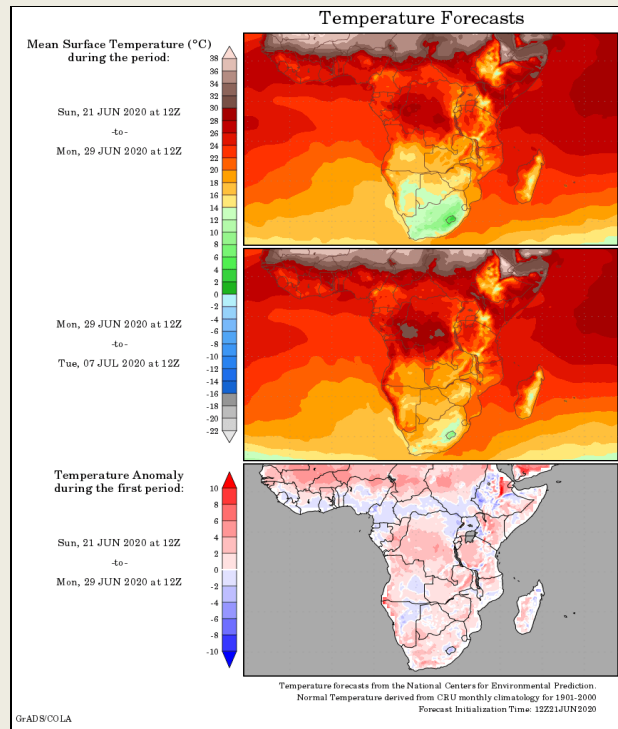 Temperature Forecasts
Mean Surface Temperature (°C)
during the period:
Sun, 21 JUN 2020 at 12Z
-to-
Mon, 29 JUN 2020 at 12Z
38
36
34
32
30
28
26
24
22
20
18
16
14
12
10
8
6
4
2
0
-2
-4
-6
-8
-10
-12
-14
-16
-17
-18
-20
-22
Mon, 29 JUN 2020 at 12Z
-to-
Tue, 07 JUL 2020 at 12Z
Temperature Anomaly
during the first period:
Sun, 21 JUN 2020 at 12Z
-to-
Mon, 29 JUN 2020 at 12Z
10
8
6
4
2
0
-2
-4
-6
-8
-10
Temperature forecasts from the National Centers for Environmental Prediction.
Normal Temperature derived from CRU monthly climatology for 1901-2000
Forecast Initialization Time: 12Z21JUN2020
GrADS/COLA